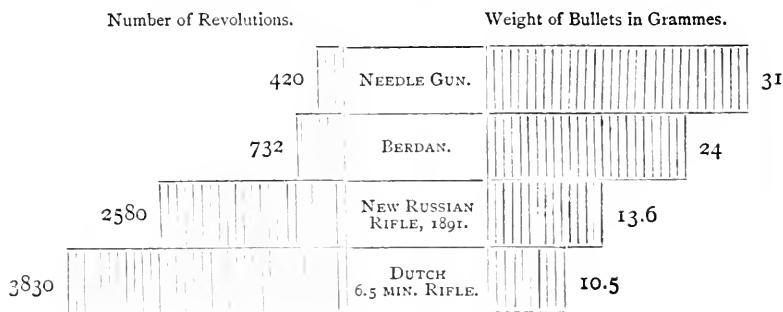 Number of Revolutions. Weight of Bullets in Grammes.
420 NEEDLE GUN. 31
732 BERDAN. 24
2580 NEW RUSSIAN
RIFLE, 1891. 13.6
3830 DUTCH
6.5 MIN. RIFLE. 10.5